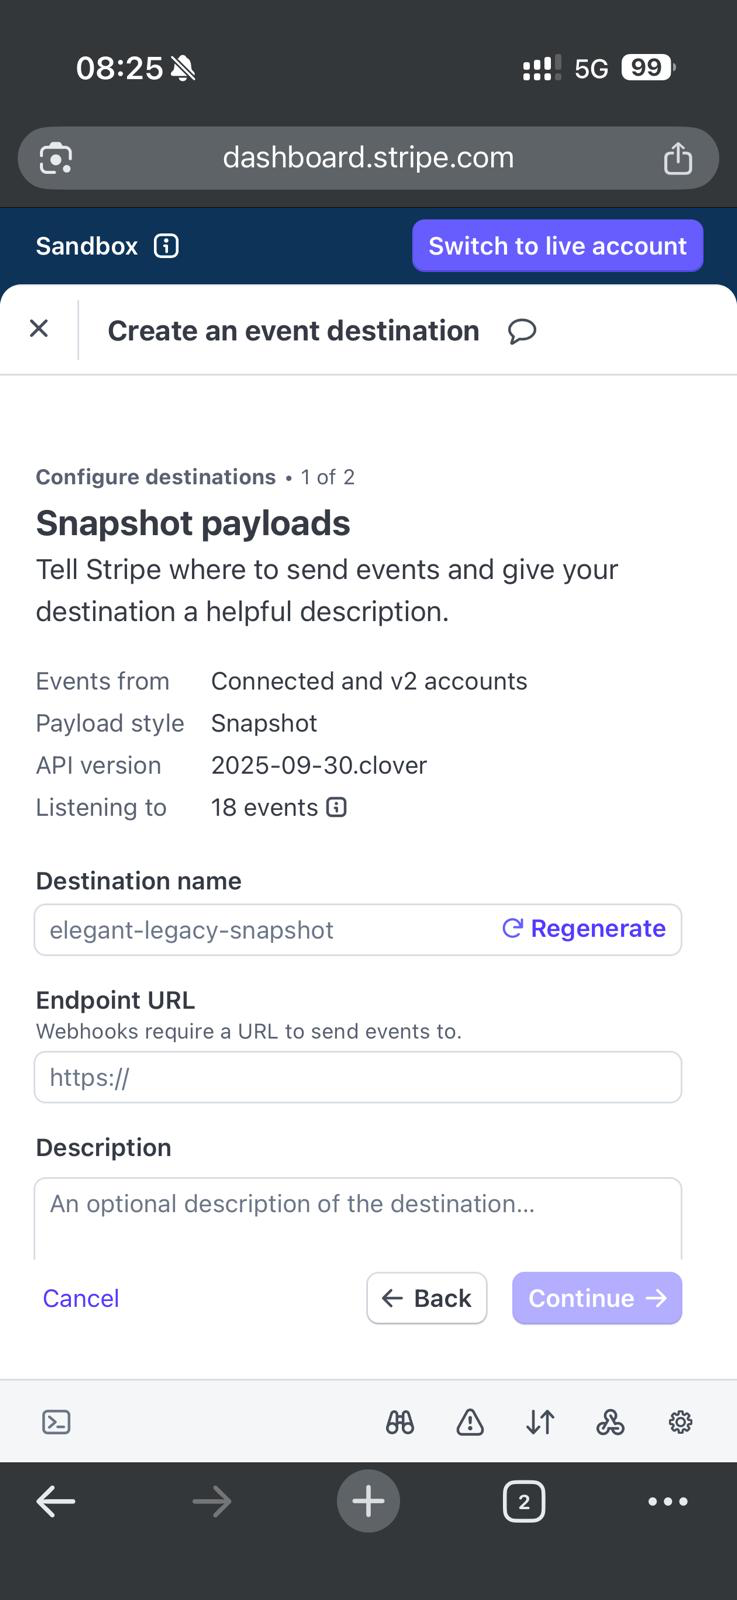 08:25
5G
99
dashboard.stripe.com
Sandbox
Switch to live account
Create an event destination
Configure destinations • 1 of 2
Snapshot payloads
Tell Stripe where to send events and give your
destination a helpful description.
Events from Connected and v2 accounts
Payload style Snapshot
API version 2025-09-30.clover
Listening to 18 events
Destination name
elegant-legacy-snapshot
Regenerate
Endpoint URL
Webhooks require a URL to send events to.
https://
Description
An optional description of the destination...
Cancel
← Back
Continue →
2